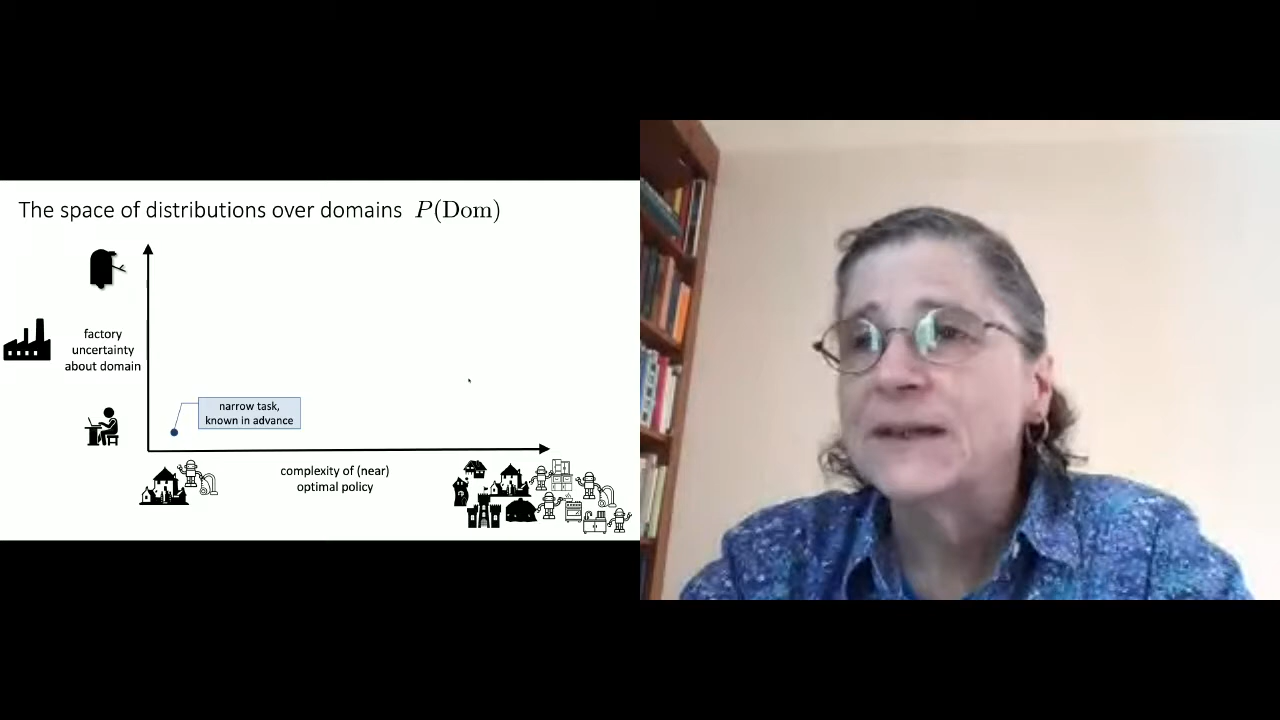 The space of distributions over domains P(Dom)
factory
uncertainty
about domain
narrow task,
known in advance
complexity of (near)
optimal policy